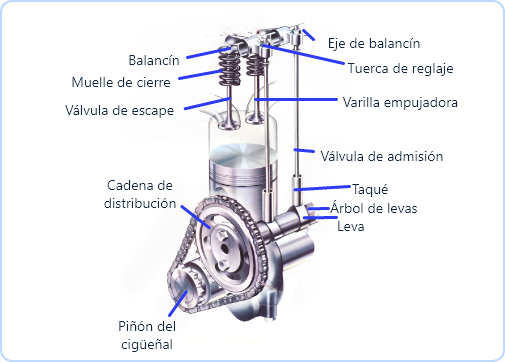 Eje de balancín
Balancín
Tuerca de reglaje
Muelle de cierre
Válvula de escape
Varilla empujadora
Válvula de admisión
Cadena de
distribución
Taqué
Árbol de levas
Leva
Piñón del
cigüeñal